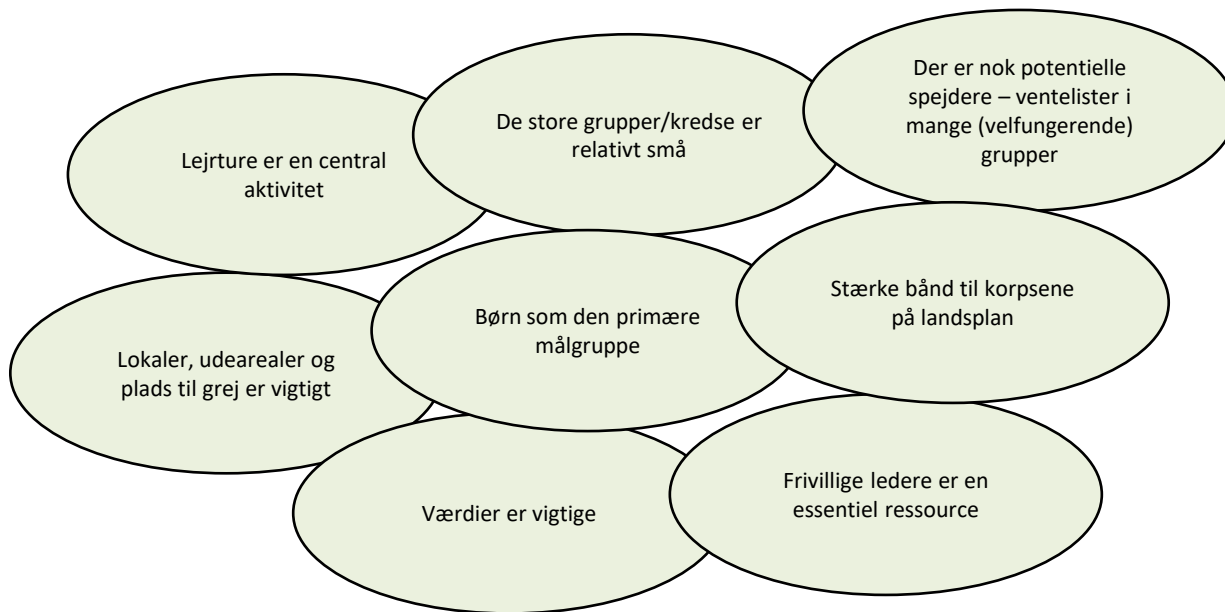 Lejrture er en central
aktivitet
De store grupper/kredse er
relativt små
Der er nok potentielle
spejdere – ventelister i
mange (velfungerende)
grupper
Lokaler, udearealer og
plads til grej er vigtigt
Børn som den primære
målgruppe
Stærke bånd til korpsene
på landsplan
Værdier er vigtige
Frivillige ledere er en
essentiel ressource